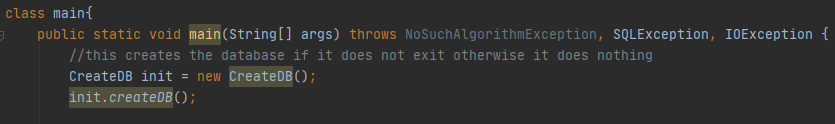 class main{
public static void main(String[] args) throws NoSuchAlgorithmException, SQLException, IOException {
//this creates the database if it does not exit otherwise it does nothing
CreateDB init = new CreateDB();
init.createDB();